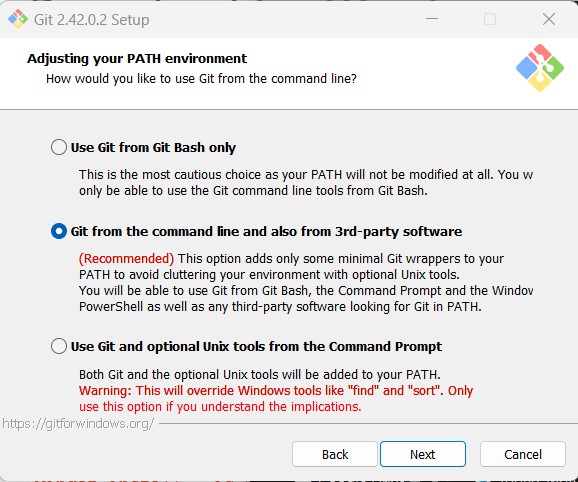 Git 2.42.0.2 Setup
Adjusting your PATH environment
How would you like to use Git from the command line?
Use Git from Git Bash only
This is the most cautious choice as your PATH will not be modified at all. You w
only be able to use the Git command line tools from Git Bash.
Git from the command line and also from 3rd-party software
(Recommended) This option adds only some minimal Git wrappers to your
PATH to avoid cluttering your environment with optional Unix tools.
You will be able to use Git from Git Bash, the Command Prompt and the Window
PowerShell as well as any third-party software looking for Git in PATH.
Use Git and optional Unix tools from the Command Prompt
Both Git and the optional Unix tools will be added to your PATH.
Warning: This will override Windows tools like "find" and "sort". Only
use this option if you understand the implications.
https://gitforwindows.org/
Back Next Cancel